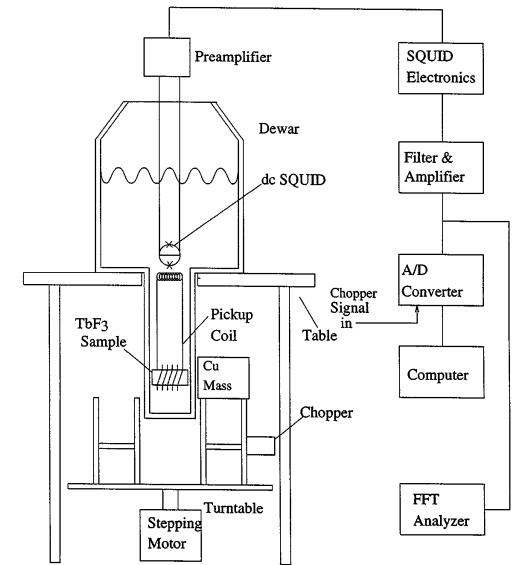 Preamplifier
SQUID
Electronics
Dewar
Filter &
Amplifier
dc SQUID
A/D
Converter
Chopper
Signal
in
Table
TbF3
Sample
Pickup
Coil
Cu
Mass
Computer
Chopper
Turntable
Stepping
Motor
FFT
Analyzer